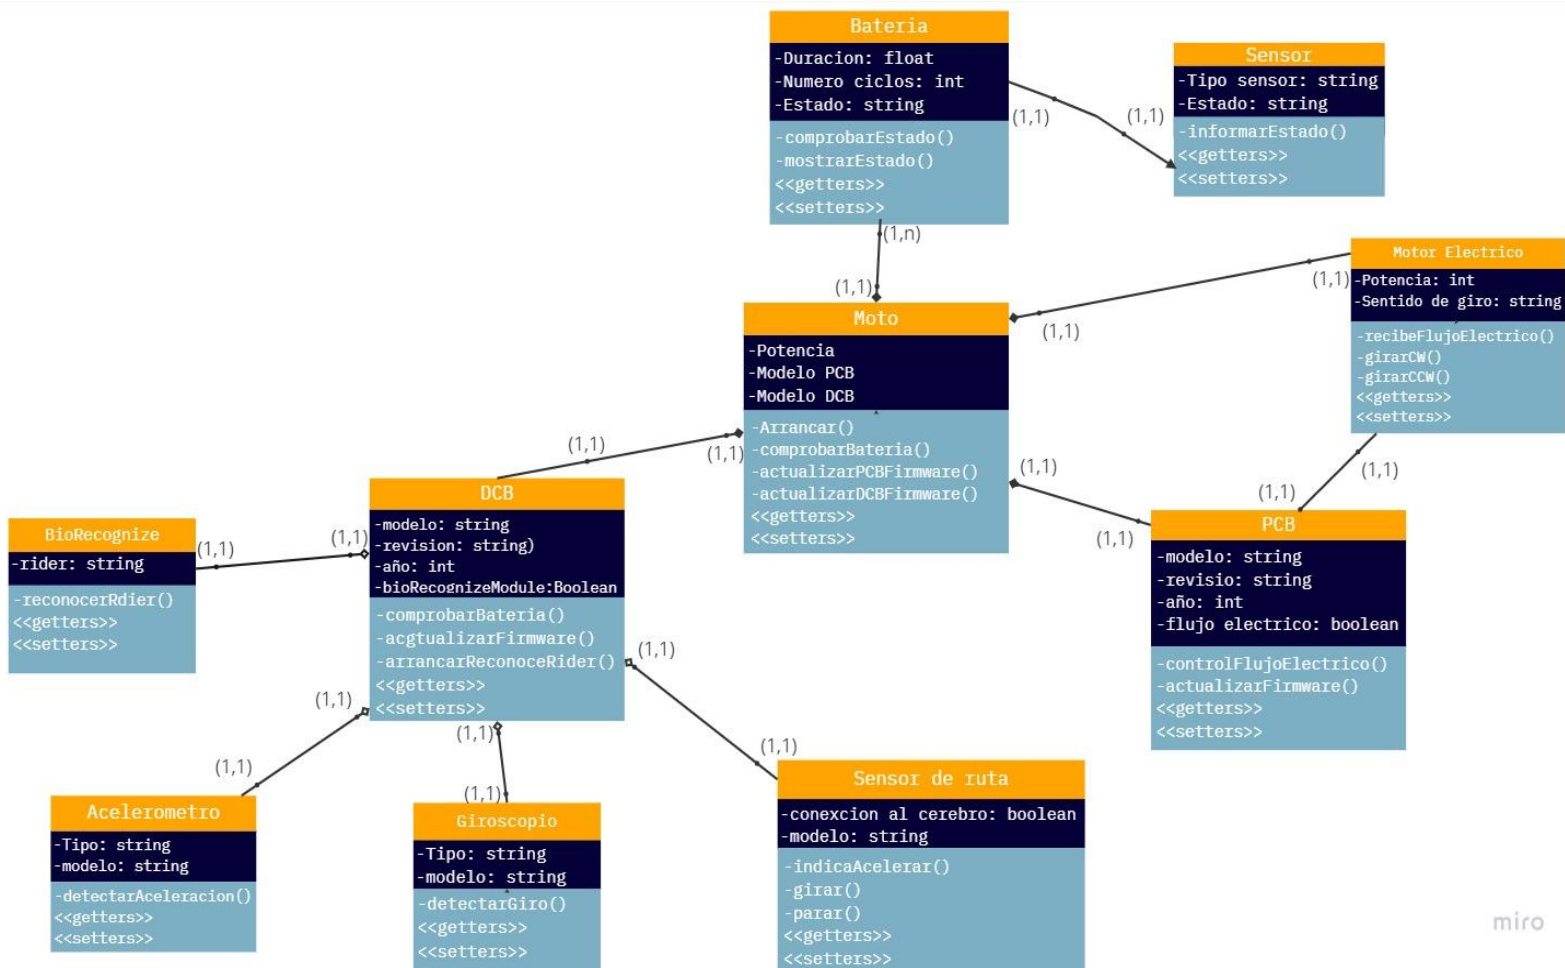 Bateria
-Duracion: float
-Numero ciclos: int
-Estado: string
-comprobarEstado()
-mostrarEstado()
<<getters>>
<<setters>>
Sensor
-Tipo sensor: string
-Estado: string
-informarEstado()
<<getters>>
<<setters>>
(1,1)
(1,1)
(1,n)
(1,1)
Motor Electrico
-Potencia: int
-Sentido de giro: string
-recibeFlujoElectrico()
-girarCW()
-girarCCW()
<<getters>>
<<setters>>
(1,1)
(1,1)
Moto
-Potencia
-Modelo PCB
-Modelo DCB
-Arrancar()
-comprobarBateria()
-actualizarPCBFirmware()
-actualizarDCBFirmware()
<<getters>>
<<setters>>
(1,1)
(1,1)
(1,1)
(1,1)
(1,1)
(1,1)
DCB
-modelo: string
-revision: string)
-año: int
-bioRecognizeModule:Boolean
-comprobarBateria()
-acgtualizarFirmware()
-arrancarReconoceRider()
<<getters>>
<<setters>>
PCB
-modelo: string
-revisio: string
-año: int
-flujo electrico: boolean
-controlFlujoElectrico()
-actualizarFirmware()
<<getters>>
<<setters>>
BioRecognize
-rider: string
-reconocerRdier()
<<getters>>
<<setters>>
(1,1)
(1,1)
(1,1)
(1,1)
(1,1)
(1,1)
(1,1)
(1,1)
Acelerometro
-Tipo: string
-modelo: string
-detectarAceleracion()
<<getters>>
<<setters>>
Giroscopio
-Tipo: string
-modelo: string
-detectarGiro()
<<getters>>
<<setters>>
Sensor de ruta
-conexcion al cerebro: boolean
-modelo: string
-indicaAcelerar()
-girar()
-parar()
<<getters>>
<<setters>>
miro